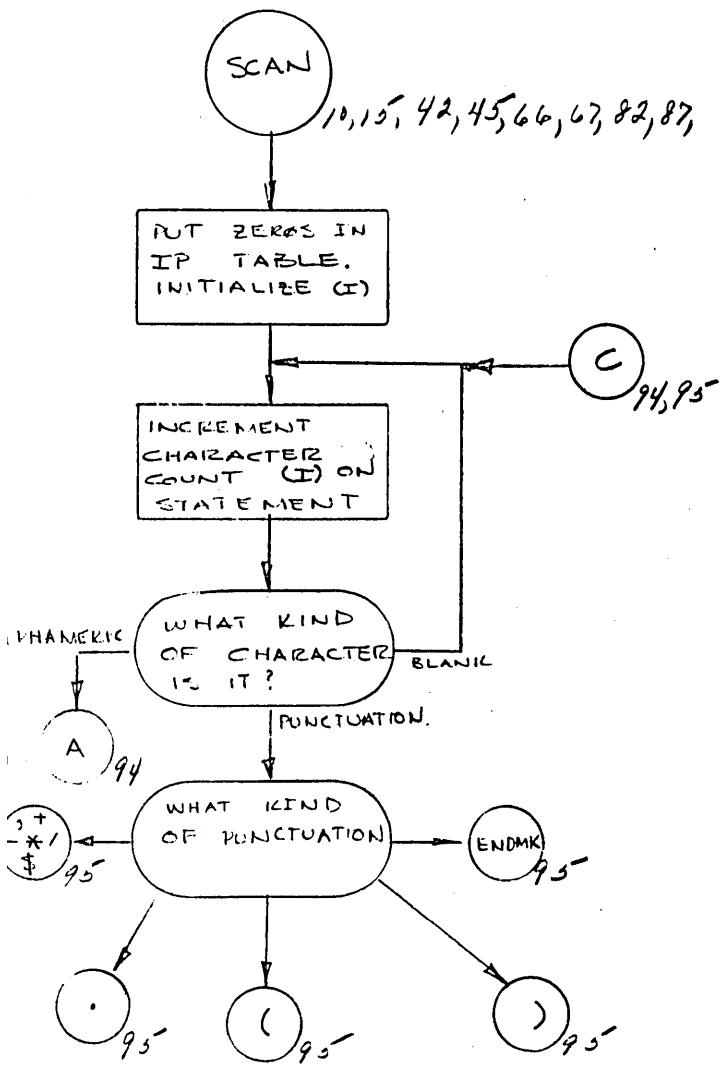 SCAN
10, 15, 42, 45, 66, 67, 82, 87,
PUT ZEROS IN
IP TABLE.
INITIALIZE (I)
C
94, 95
INCREMENT
CHARACTER
COUNT (I) ON
STATEMENT
WHAT KIND
OF CHARACTER
IS IT?
PHAMERIC
BLANK
PUNCTUATION.
A
94
WHAT KIND
OF PUNCTUATION
, +
- * /
$
95
ENDMK
95
.
95
(
95
)
95